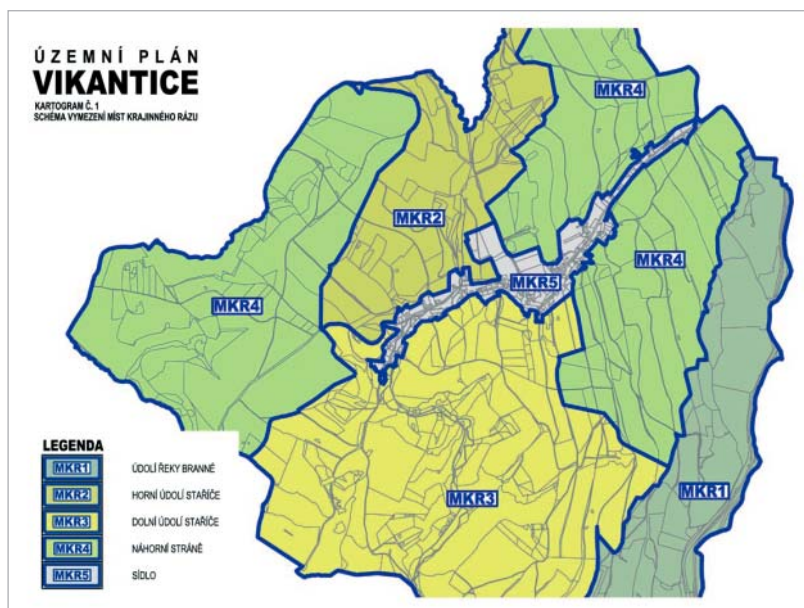 ÚZEMNÍ PLÁN
VIKANTICE
KARTOGRAM Č. 1
SCHÉMA VYMEZENÍ MÍST KRAJINNÉHO RÁZU
MKR4
MKR2
MKR4
MKR5
MKR4
MKR3
MKR1
LEGENDA
MKR1 ÚDOLÍ ŘEKY BRANNÉ
MKR2 HORNÍ ÚDOLÍ STAŘÍČE
MKR3 DOLNÍ ÚDOLÍ STAŘÍČE
MKR4 NÁHORNÍ STRÁNĚ
MKR5 SÍDLO